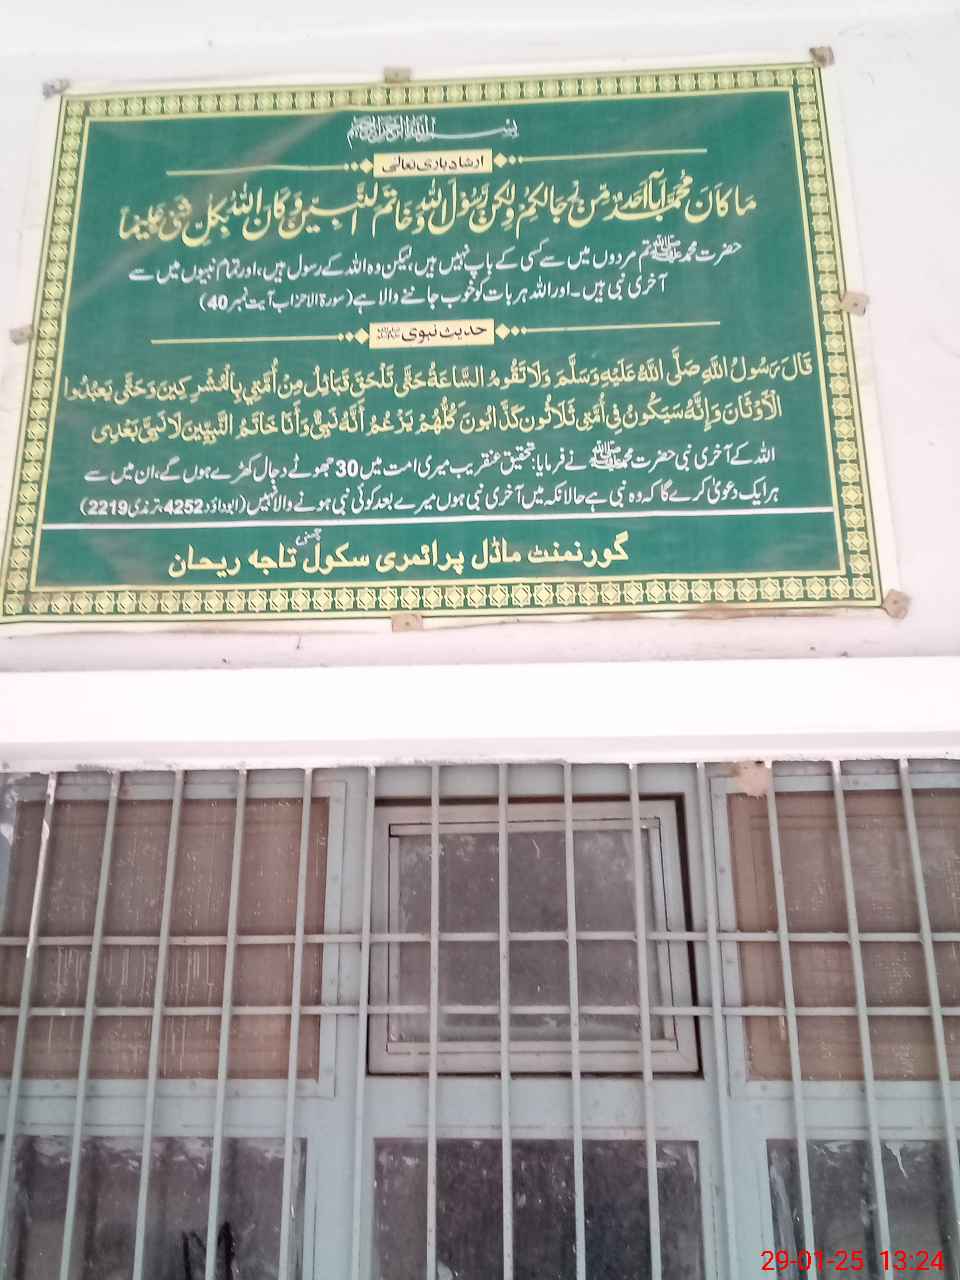 بسم الله الرحمن الرحيم
ارشاد باری تعالیٰ
مَا كَانَ مُحَمَّدٌ أَبَا أَحَدٍ مِّن رِّجَالِكُمْ وَلٰكِن رَّسُولَ اللهِ وَخَاتَمَ النَّبِيّٖنَ وَكَانَ اللهُ بِكُلِّ شَيْءٍ عَلِيمًا
حضرت محمد ﷺ تم مردوں میں سے کسی کے باپ نہیں ہیں، لیکن وہ اللہ کے رسول ہیں، اور تمام نبیوں میں سے
آخری نبی ہیں۔ اور اللہ ہر بات کو خوب جاننے والا ہے (سورة الاحزاب آیت نمبر 40)
حدیث نبوی ﷺ
قَالَ رَسُولُ اللّٰهِ صَلَّى اللّٰهُ عَلَيْهِ وَسَلَّمَ وَلَا تَقُومُ السَّاعَةُ حَتَّى تَلْحَقَ قَبَائِلُ مِنْ أُمَّتِي بِالْمُشْرِكِينَ وَحَتَّى يَعْبُدُوا
الْأَوْثَانَ وَإِنَّهُ سَيَكُونُ فِي أُمَّتِي ثَلَاثُونَ كَذَّابُونَ كُلُّهُمْ يَزْعُمُ أَنَّهُ نَبِيٌّ وَأَنَا خَاتَمُ النَّبِيِّينَ لَا نَبِيَّ بَعْدِي
اللہ کے آخری نبی حضرت محمد ﷺ نے فرمایا: تحقیق عنقریب میری امت میں 30 جھوٹے دجال کھڑے ہوں گے، ان میں سے
ہر ایک دعویٰ کرے گا کہ وہ نبی ہے حالانکہ میں آخری نبی ہوں میرے بعد کوئی نبی ہونے والا نہیں (ابوداؤد 4252، ترمذی 2219)
گورنمنٹ ماڈل پرائمری سکول تاجہ ریحان
29-01-25 13:24